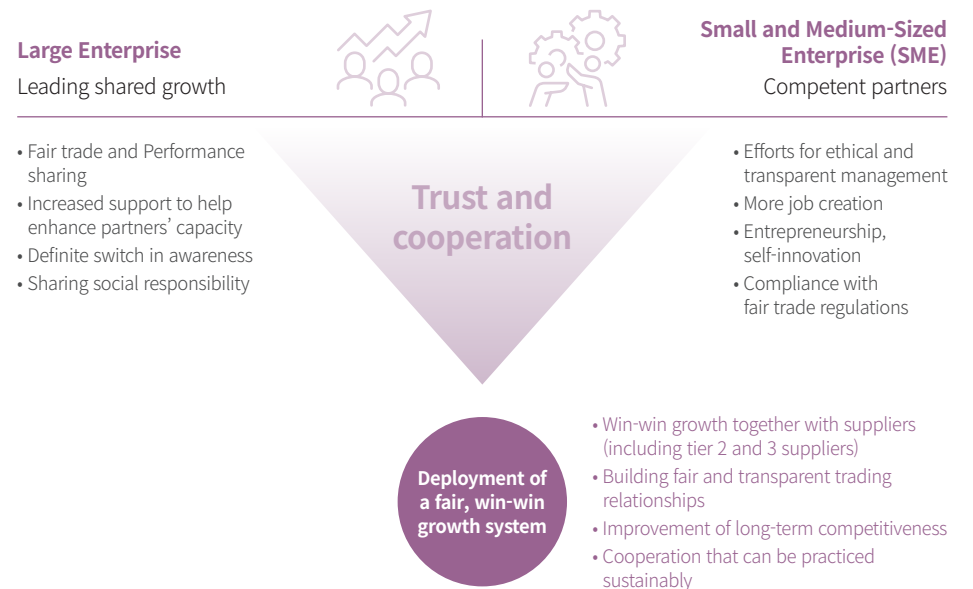 Large Enterprise
Leading shared growth
Small and Medium-Sized
Enterprise (SME)
Competent partners
• Fair trade and Performance
sharing
• Increased support to help
enhance partners’ capacity
• Definite switch in awareness
• Sharing social responsibility
Trust and
cooperation
• Efforts for ethical and
transparent management
• More job creation
• Entrepreneurship,
self-innovation
• Compliance with
fair trade regulations
Deployment of
a fair, win-win
growth system
• Win-win growth together with suppliers
(including tier 2 and 3 suppliers)
• Building fair and transparent trading
relationships
• Improvement of long-term competitiveness
• Cooperation that can be practiced
sustainably